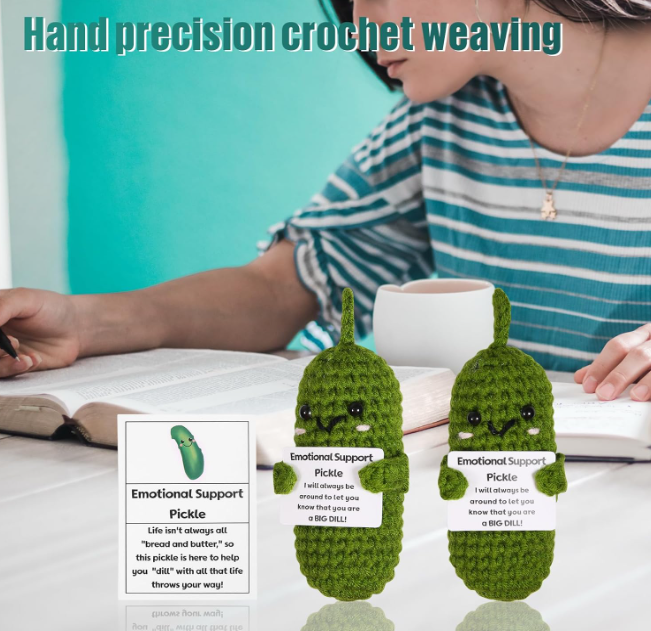 Hand precision crochet weaving
Emotional Support
Pickle
Life isn't always all
"bread and butter," so
this pickle is here to help
you "dill" with all that life
throws your way!
Emotional Support
Pickle
I will always be
around to let you
know that you are
a BIG DILL!
Emotional Support
Pickle
I will always be
around to let you
know that you are
a BIG DILL!